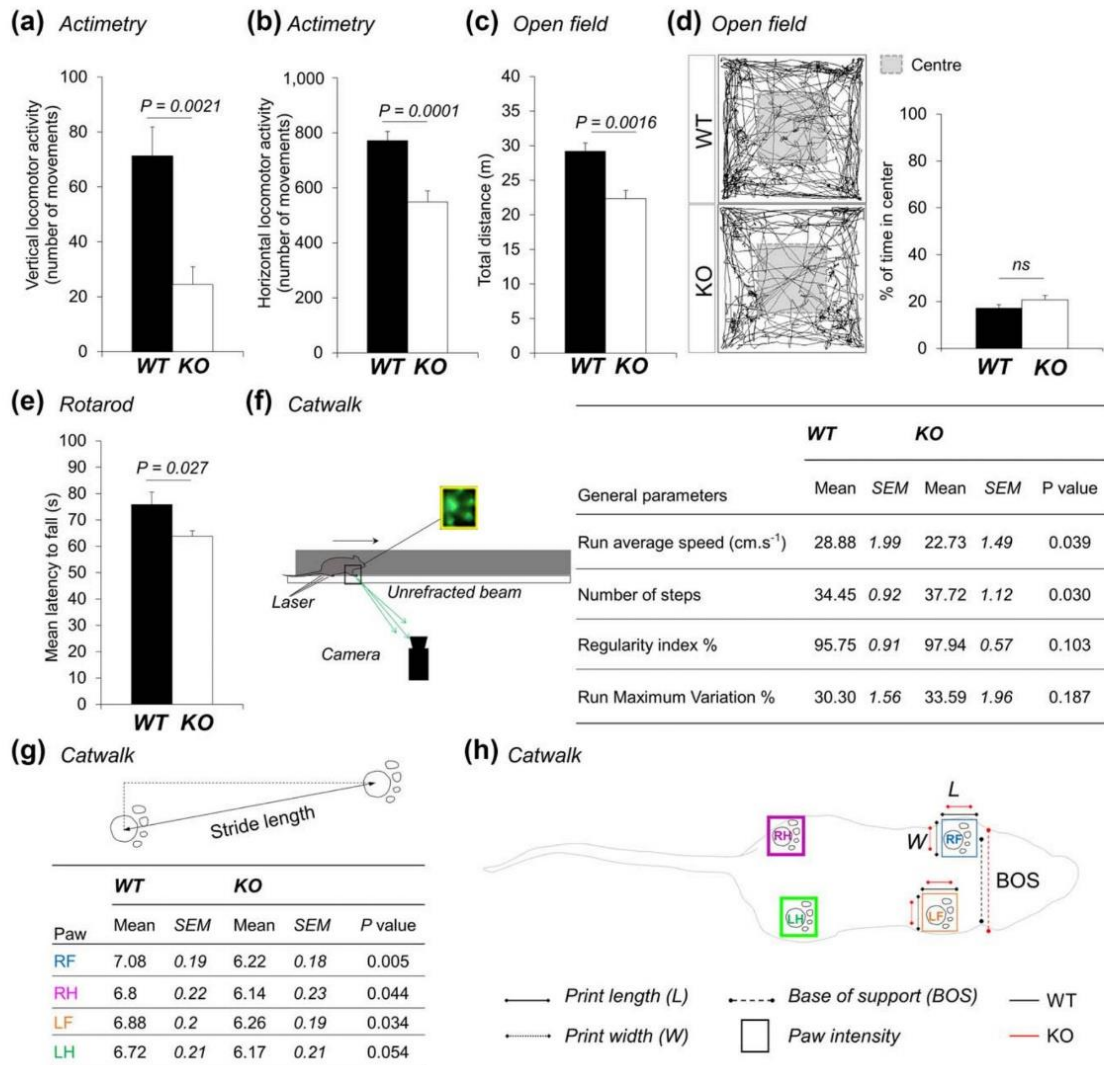 (a) Actimetry
Vertical locomotor activity
(number of movements)
100
80
60
40
20
0
P = 0.0021
WT KO
(b) Actimetry
Horizontal locomotor activity
(number of movements)
1,000
800
600
400
200
0
P = 0.0001
WT KO
(c) Open field
Total distance (m)
40
35
30
25
20
15
10
5
0
P = 0.0016
WT KO
(d) Open field
WT
KO
Centre
% of time in center
100
80
60
40
20
0
ns
WT KO
(e) Rotarod
Mean latency to fall (s)
100
90
80
70
60
50
40
30
20
10
0
P = 0.027
WT KO
(f) Catwalk
Laser
Unrefracted beam
Camera
WT KO
General parameters Mean SEM Mean SEM P value
Run average speed (cm.s-1) 28.88 1.99 22.73 1.49 0.039
Number of steps 34.45 0.92 37.72 1.12 0.030
Regularity index % 95.75 0.91 97.94 0.57 0.103
Run Maximum Variation % 30.30 1.56 33.59 1.96 0.187
(g) Catwalk
Stride length
WT KO
Paw Mean SEM Mean SEM P value
RF 7.08 0.19 6.22 0.18 0.005
RH 6.8 0.22 6.14 0.23 0.044
LF 6.88 0.2 6.26 0.19 0.034
LH 6.72 0.21 6.17 0.21 0.054
(h) Catwalk
L
RH
W
RF
BOS
LH
LF
Print length (L)
Base of support (BOS)
WT
Print width (W)
Paw intensity
KO